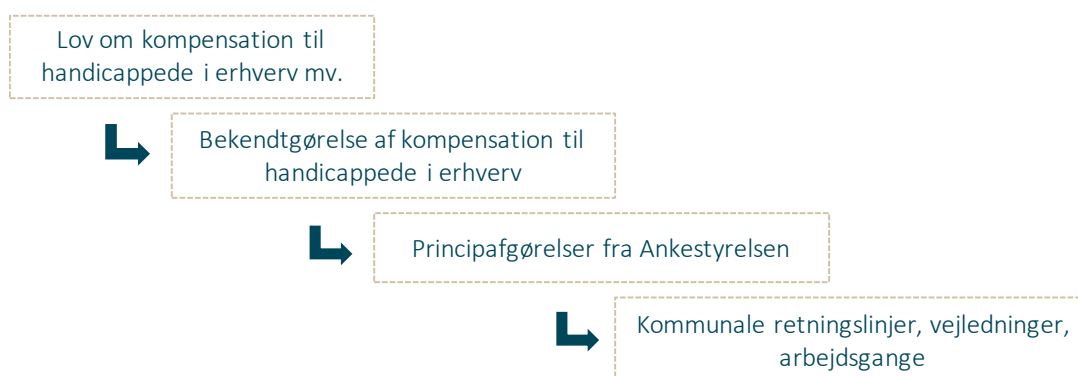 Lov om kompensation til
handicappede i erhverv mv.
Bekendtgørelse af kompensation til
handicappede i erhverv
Principafgørelser fra Ankestyrelsen
Kommunale retningslinjer, vejledninger,
arbejdsgange